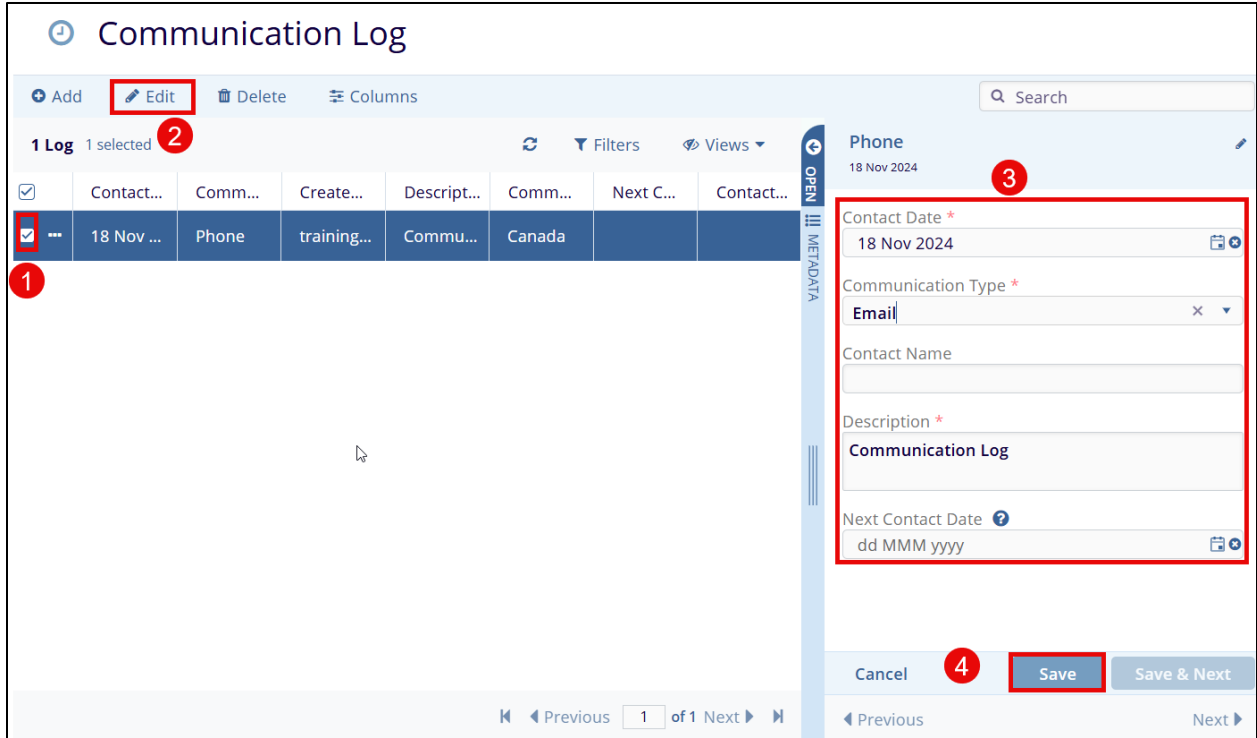 Communication Log
Add Edit Delete Columns Search
1 Log 1 selected 2 Filters Views
Contact... Comm... Create... Descript... Comm... Next C... Contact...
18 Nov ... Phone training... Commu... Canada
1
OPEN
METADATA
Phone
18 Nov 2024
3
Contact Date *
18 Nov 2024
Communication Type *
Email
Contact Name
Description *
Communication Log
Next Contact Date ?
dd MMM yyyy
Cancel 4 Save Save & Next
Previous 1 of 1 Next
Previous Next